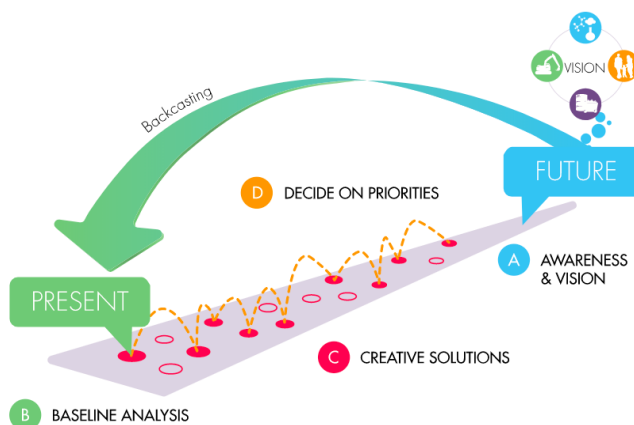 VISION
Backcasting
FUTURE
D DECIDE ON PRIORITIES
A AWARENESS
& VISION
PRESENT
C CREATIVE SOLUTIONS
B BASELINE ANALYSIS